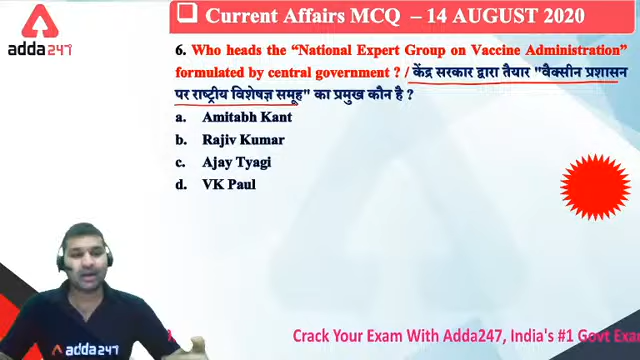 Current Affairs MCQ – 14 AUGUST 2020
adda247
6. Who heads the “National Expert Group on Vaccine Administration”
formulated by central government ? / केंद्र सरकार द्वारा तैयार "वैक्सीन प्रशासन
पर राष्ट्रीय विशेषज्ञ समूह" का प्रमुख कौन है ?
a. Amitabh Kant
b. Rajiv Kumar
c. Ajay Tyagi
d. VK Paul
adda247
Crack Your Exam With Adda247, India's #1 Govt Exam